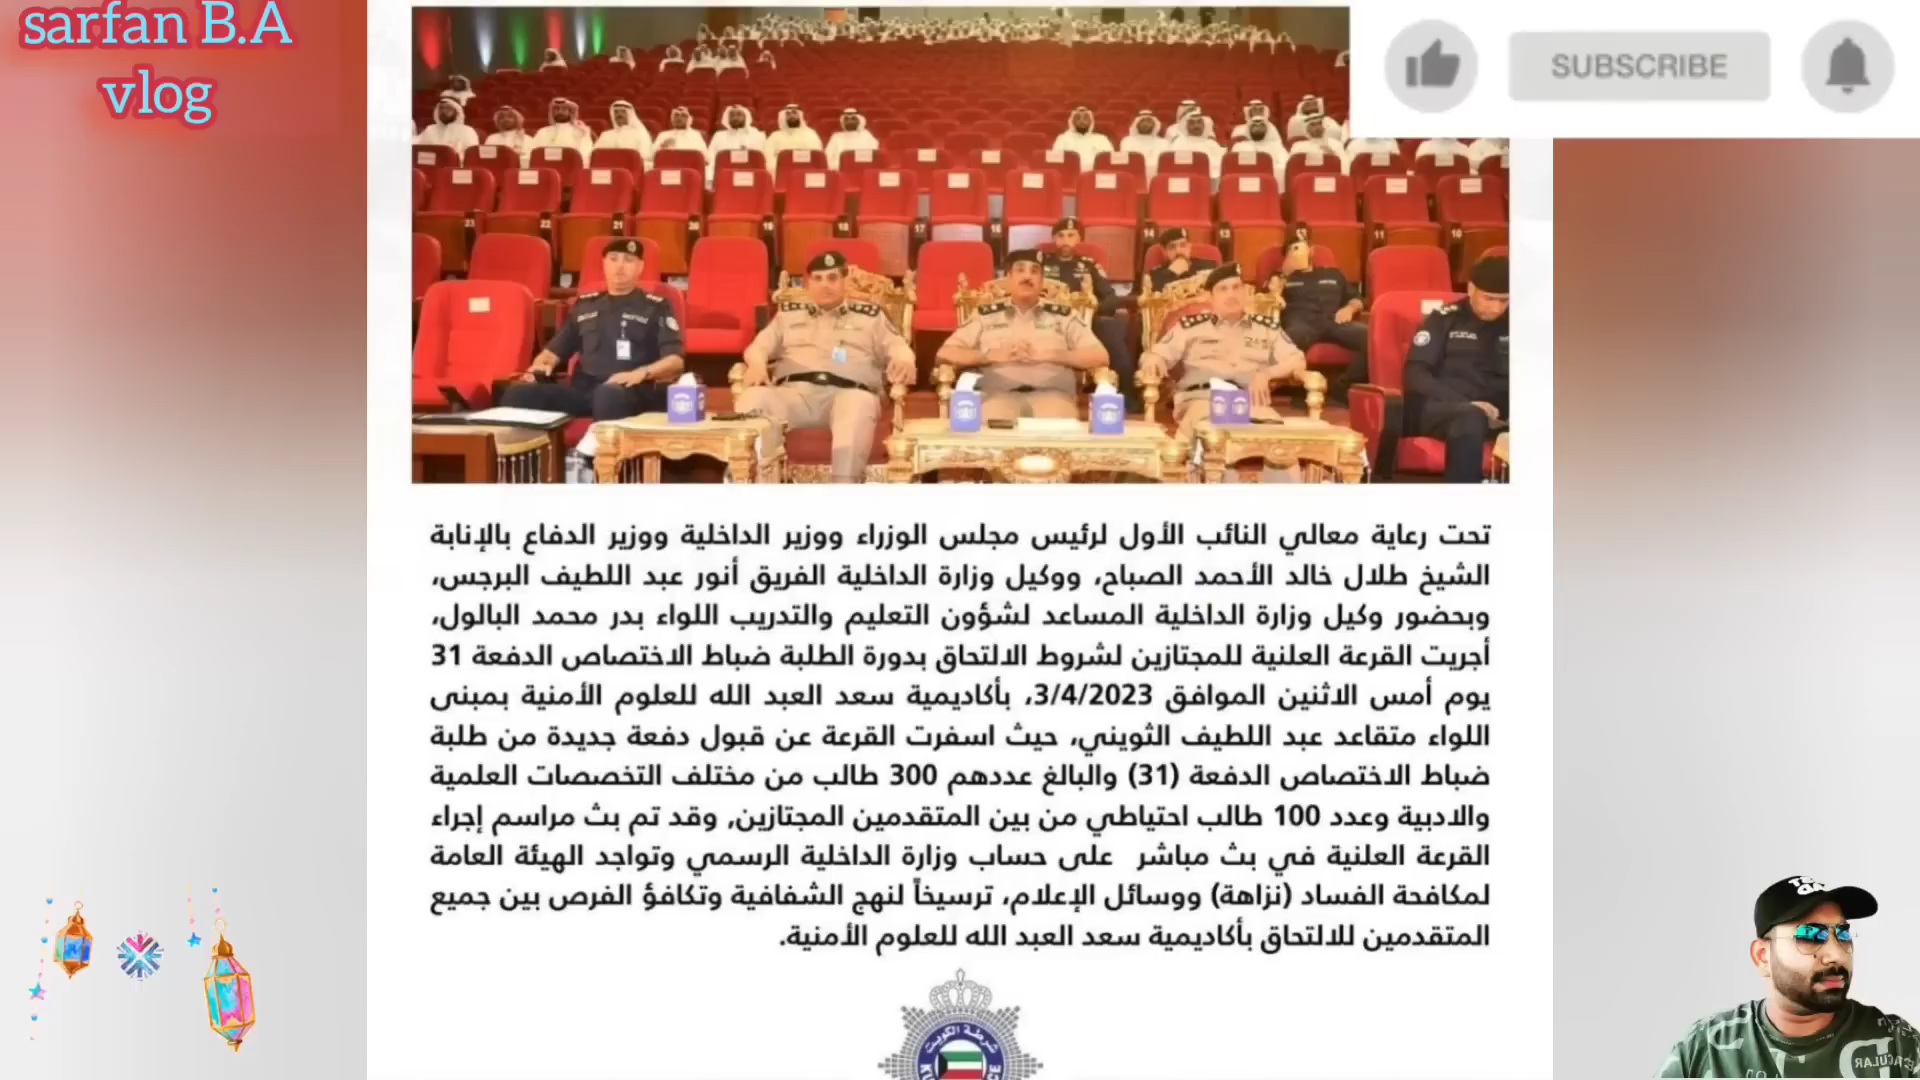 sarfan B.A
vlog
SUBSCRIBE
تحت رعاية معالي النائب الأول لرئيس مجلس الوزراء ووزير الداخلية ووزير الدفاع بالإنابة
الشيخ طلال خالد الأحمد الصباح، ووكيل وزارة الداخلية الفريق أنور عبد اللطيف البرجس،
وبحضور وكيل وزارة الداخلية المساعد لشؤون التعليم والتدريب اللواء بدر محمد البالول،
أجريت القرعة العلنية للمجتازين لشروط الالتحاق بدورة الطلبة ضباط الاختصاص الدفعة 31
يوم أمس الاثنين الموافق 3/4/2023، بأكاديمية سعد العبد الله للعلوم الأمنية بمبنى
اللواء متقاعد عبد اللطيف الثويني، حيث اسفرت القرعة عن قبول دفعة جديدة من طلبة
ضباط الاختصاص الدفعة (31) والبالغ عددهم 300 طالب من مختلف التخصصات العلمية
والادبية وعدد 100 طالب احتياطي من بين المتقدمين المجتازين, وقد تم بث مراسم إجراء
القرعة العلنية في بث مباشر على حساب وزارة الداخلية الرسمي وتواجد الهيئة العامة
لمكافحة الفساد (نزاهة) ووسائل الإعلام، ترسيخاً لنهج الشفافية وتكافؤ الفرص بين جميع
المتقدمين للالتحاق بأكاديمية سعد العبد الله للعلوم الأمنية.
شرطة الكويت